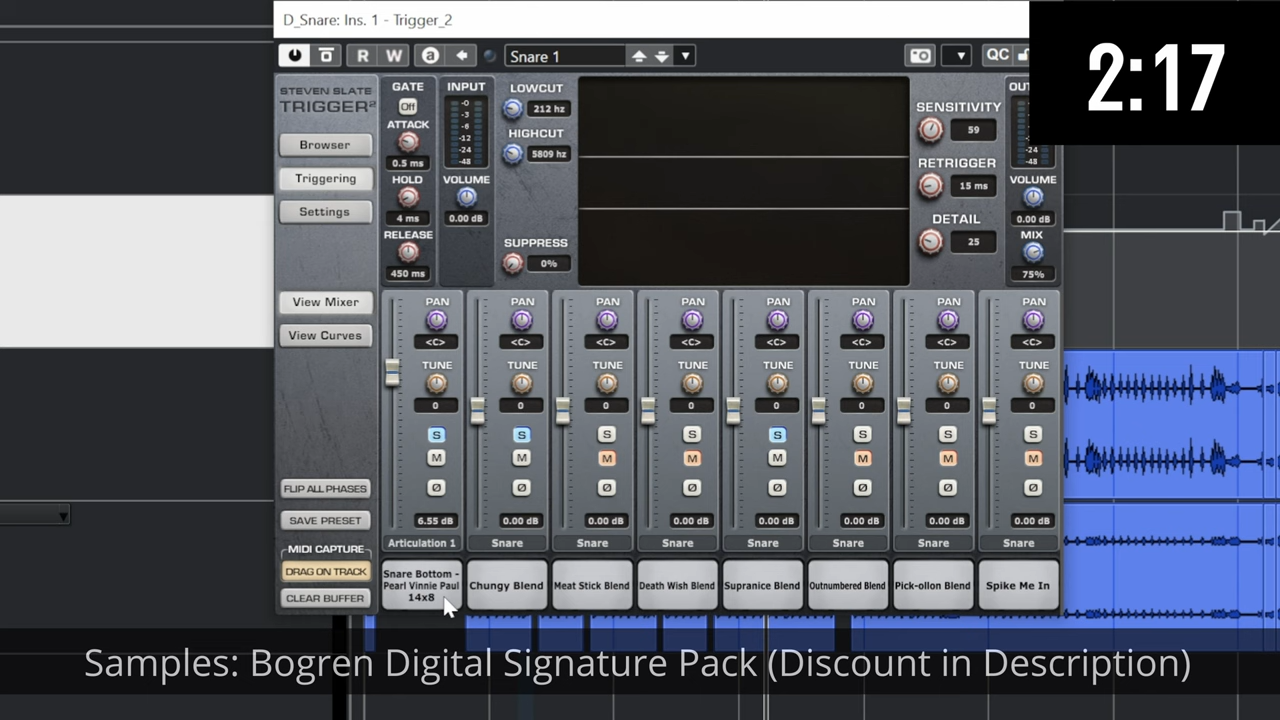 D_Snare: Ins. 1 - Trigger_2
2:17
R W a Snare 1 QC
STEVEN SLATE
TRIGGER2
Browser
Triggering
Settings
View Mixer
View Curves
FLIP ALL PHASES
SAVE PRESET
MIDI CAPTURE
DRAG ON TRACK
CLEAR BUFFER
GATE
Off
ATTACK
0.5 ms
HOLD
4 ms
RELEASE
450 ms
INPUT
-0
-3
-6
-12
-24
-48
VOLUME
0.00 dB
LOWCUT
212 hz
HIGHCUT
5809 hz
SUPPRESS
0%
SENSITIVITY
59
RETRIGGER
15 ms
DETAIL
25
-24
-48
VOLUME
0.00 dB
MIX
75%
PAN PAN PAN PAN PAN PAN PAN PAN
<C> <C> <C> <C> <C> <C> <C> <C>
TUNE TUNE TUNE TUNE TUNE TUNE TUNE TUNE
0 0 0 0 0 0 0 0
S S S S S S S S
M M M M M M M M
Ø Ø Ø Ø Ø Ø Ø Ø
6.55 dB 0.00 dB 0.00 dB 0.00 dB 0.00 dB 0.00 dB 0.00 dB 0.00 dB
Articulation 1 Snare Snare Snare Snare Snare Snare Snare
Snare Bottom -
Pearl Vinnie Paul
14x8
Chungy Blend
Meat Stick Blend
Death Wish Blend
Supranice Blend
Outnumbered Blend
Pick-ollon Blend
Spike Me In
Samples: Bogren Digital Signature Pack (Discount in Description)